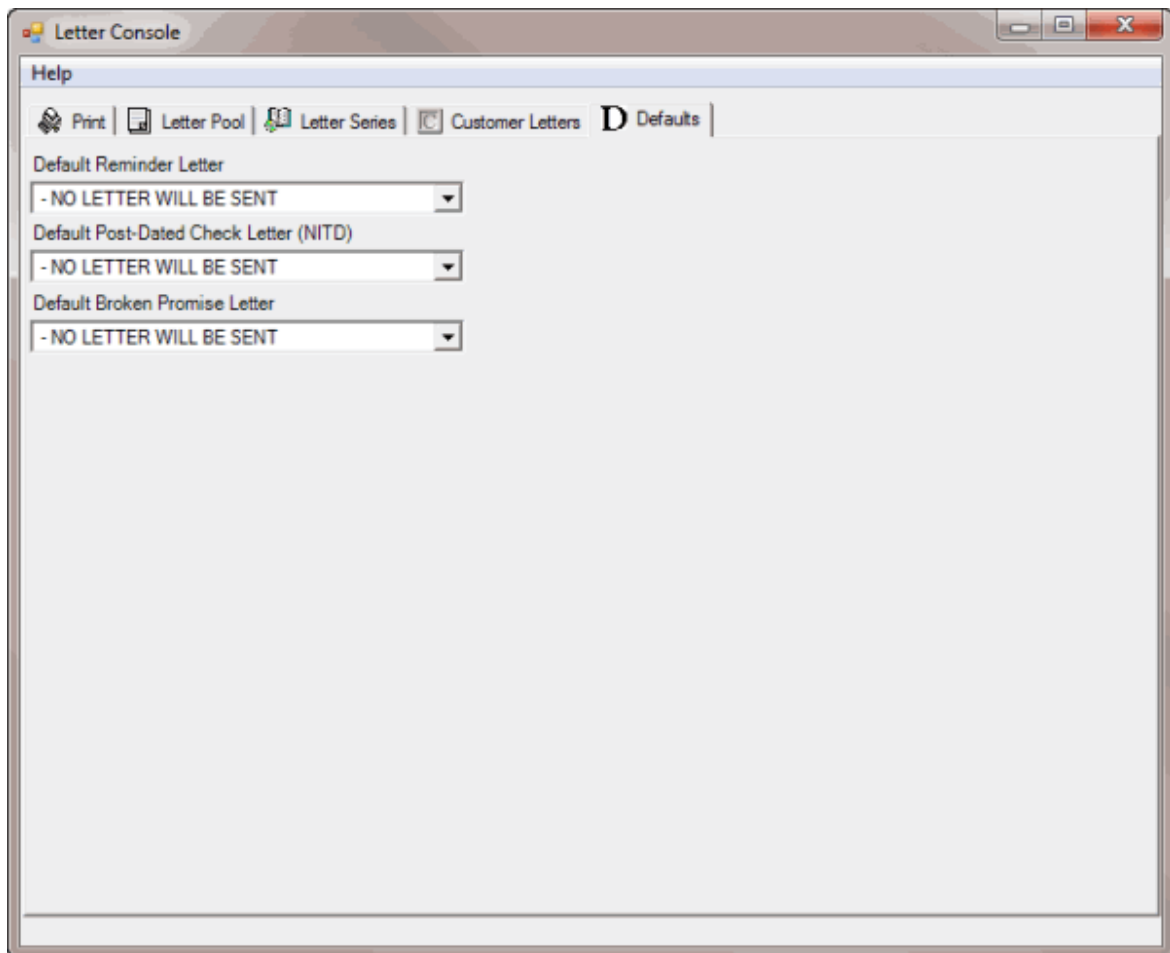 Letter Console
Help
Print Letter Pool Letter Series C Customer Letters D Defaults
Default Reminder Letter
- NO LETTER WILL BE SENT
Default Post-Dated Check Letter (NITD)
- NO LETTER WILL BE SENT
Default Broken Promise Letter
- NO LETTER WILL BE SENT